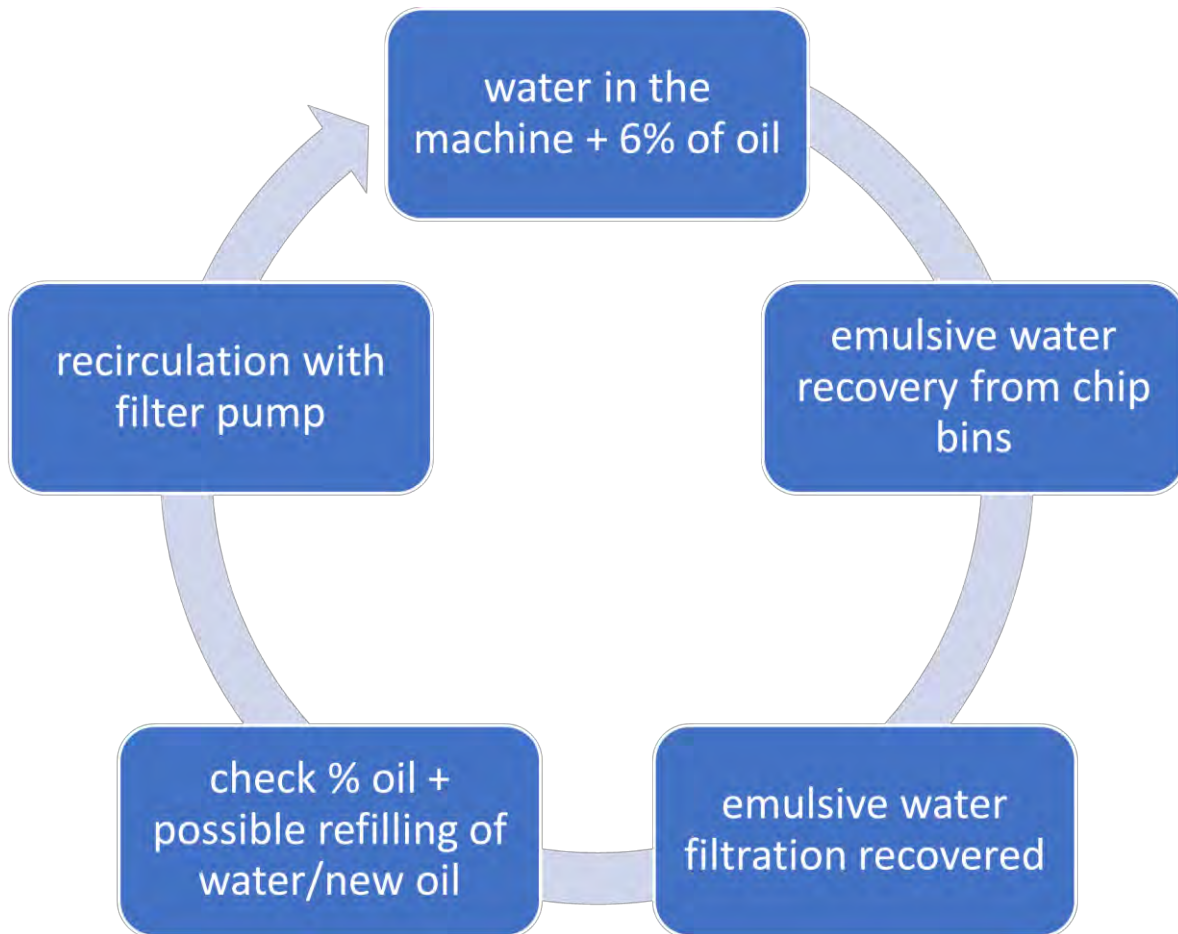 water in the
machine + 6% of oil
emulsive water
recovery from chip
bins
emulsive water
filtration recovered
check % oil +
possible refilling of
water/new oil
recirculation with
filter pump